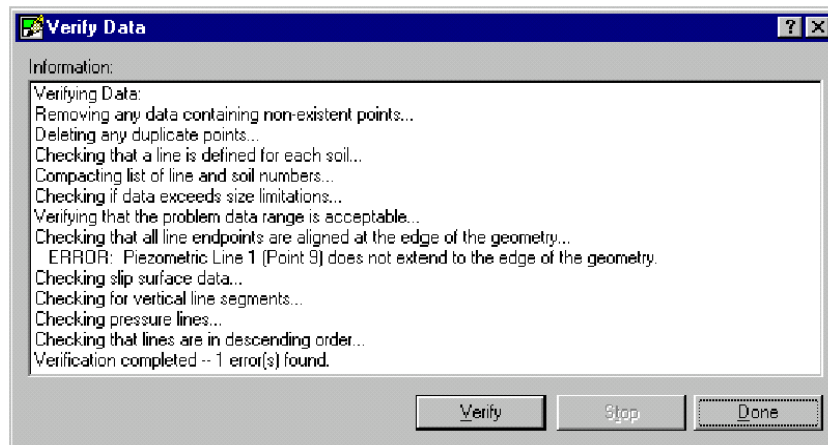 Verify Data
Information:
Verifying Data:
Removing any data containing non-existent points...
Deleting any duplicate points...
Checking that a line is defined for each soil...
Compacting list of line and soil numbers...
Checking if data exceeds size limitations...
Verifying that the problem data range is acceptable...
Checking that all line endpoints are aligned at the edge of the geometry...
ERROR: Piezometric Line 1 (Point 9) does not extend to the edge of the geometry.
Checking slip surface data...
Checking for vertical line segments...
Checking pressure lines...
Checking that lines are in descending order...
Verification completed -- 1 error(s) found.
Verify Stop Done